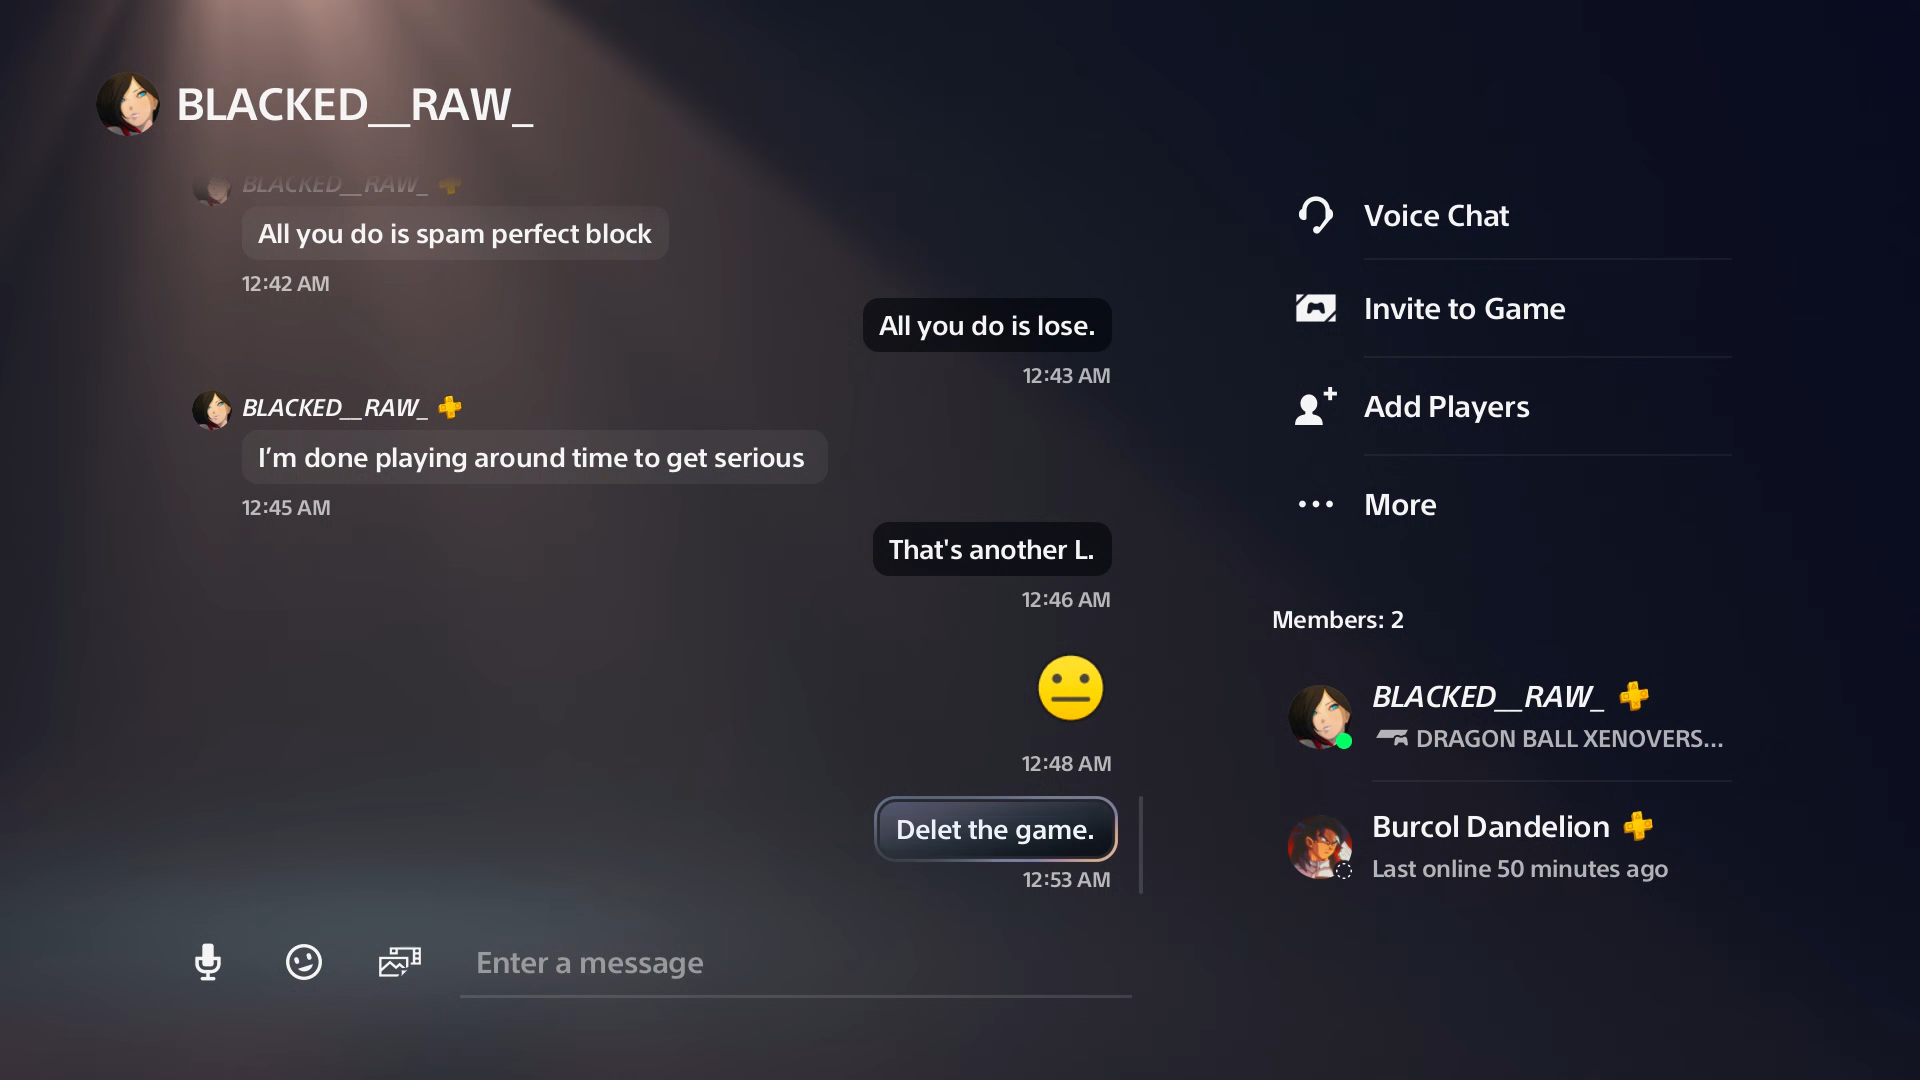 BLACKED__RAW_
BLACKED__RAW_
All you do is spam perfect block
12:42 AM
All you do is lose.
12:43 AM
BLACKED__RAW_
I'm done playing around time to get serious
12:45 AM
That's another L.
12:46 AM
12:48 AM
Delet the game.
12:53 AM
Enter a message
Voice Chat
Invite to Game
Add Players
More
Members: 2
BLACKED__RAW_
DRAGON BALL XENOVERS...
Burcol Dandelion
Last online 50 minutes ago